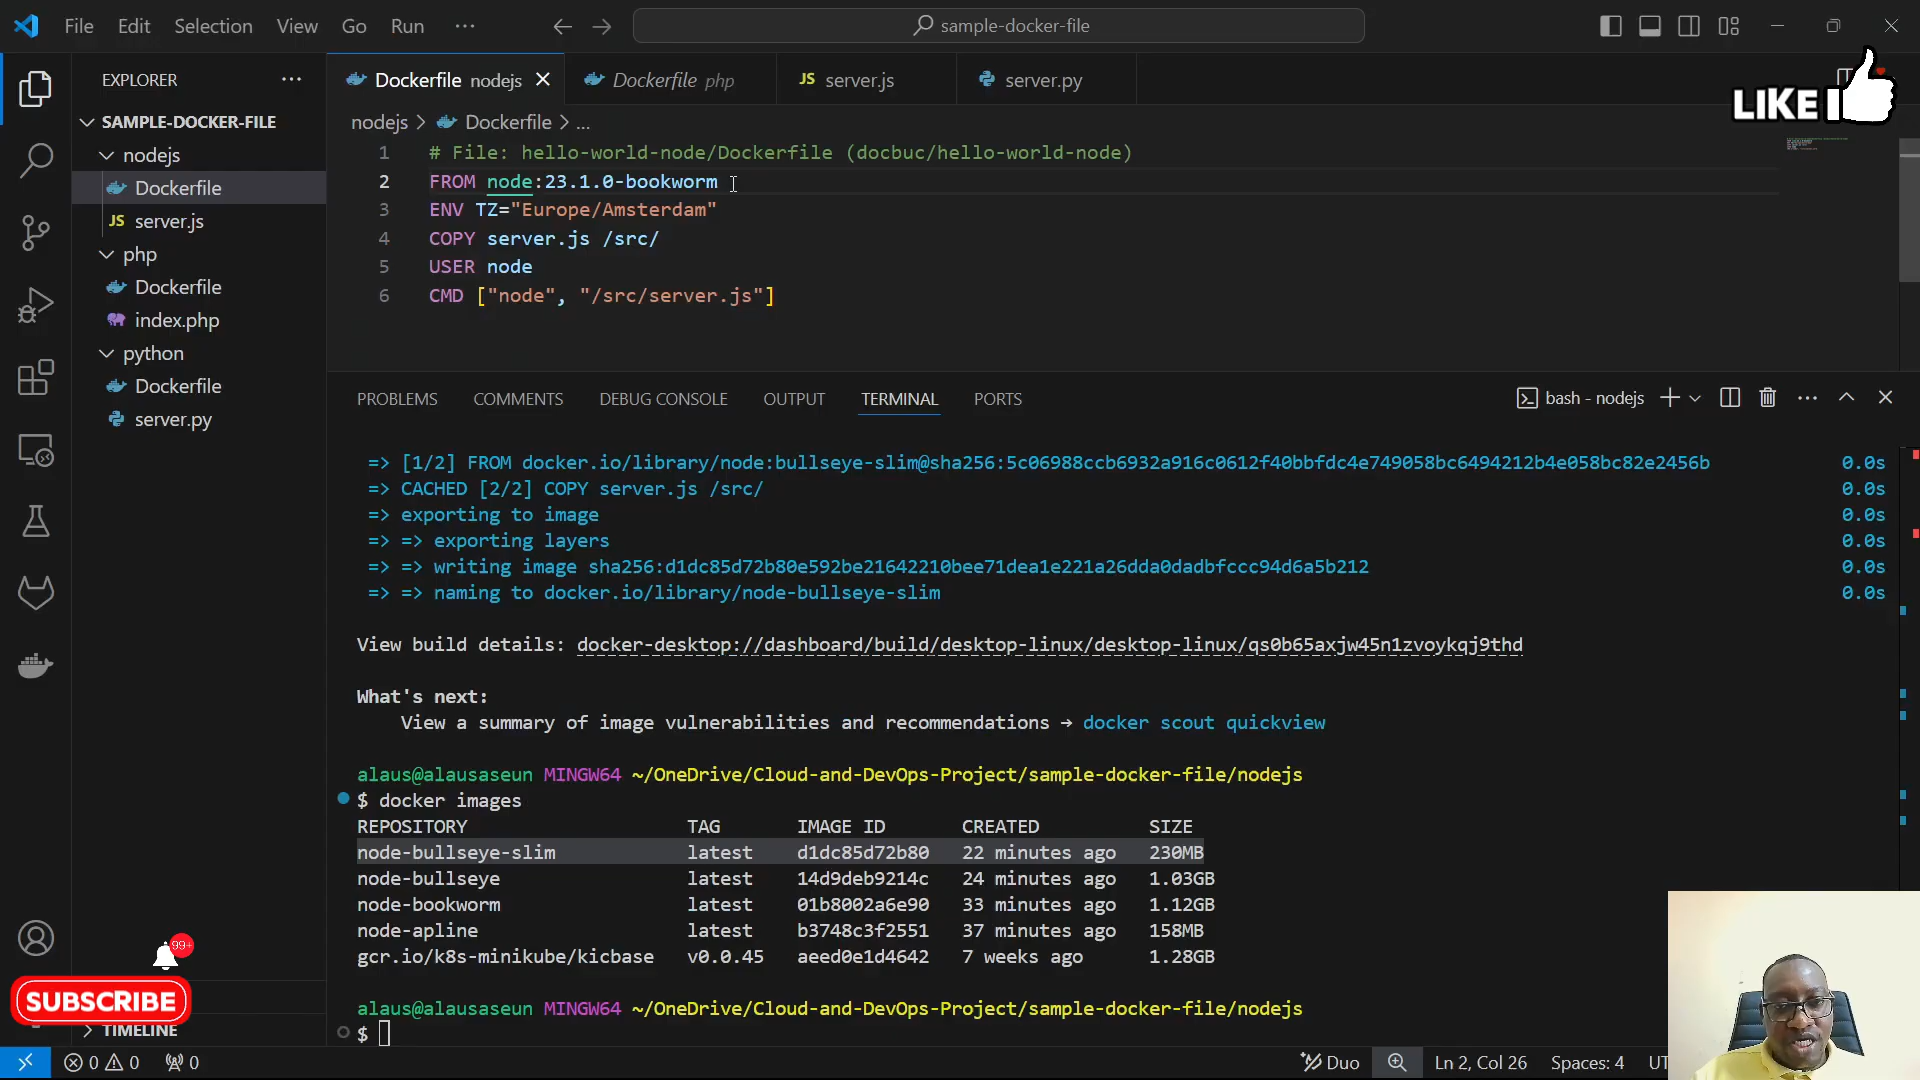 File Edit Selection View Go Run ... sample-docker-file
LIKE
EXPLORER ...
SAMPLE-DOCKER-FILE
nodejs
Dockerfile
JS server.js
php
Dockerfile
index.php
python
Dockerfile
server.py
TIMELINE
99+
SUBSCRIBE
Dockerfile nodejs Dockerfile php JS server.js server.py
nodejs > Dockerfile > ...
1 # File: hello-world-node/Dockerfile (docbuc/hello-world-node)
2 FROM node:23.1.0-bookworm
3 ENV TZ="Europe/Amsterdam"
4 COPY server.js /src/
5 USER node
6 CMD ["node", "/src/server.js"]
PROBLEMS COMMENTS DEBUG CONSOLE OUTPUT TERMINAL PORTS bash - nodejs
=> [1/2] FROM docker.io/library/node:bullseye-slim@sha256:5c06988ccb6932a916c0612f40bbfdc4e749058bc6494212b4e058bc82e2456b 0.0s
=> CACHED [2/2] COPY server.js /src/ 0.0s
=> exporting to image 0.0s
=> => exporting layers 0.0s
=> => writing image sha256:d1dc85d72b80e592be21642210bee71dea1e221a26dda0dadbfccc94d6a5b212 0.0s
=> => naming to docker.io/library/node-bullseye-slim 0.0s
View build details: docker-desktop://dashboard/build/desktop-linux/desktop-linux/qs0b65axjw45n1zvoykqj9thd
What's next:
View a summary of image vulnerabilities and recommendations → docker scout quickview
alaus@alausaseun MINGW64 ~/OneDrive/Cloud-and-DevOps-Project/sample-docker-file/nodejs
$ docker images
REPOSITORY TAG IMAGE ID CREATED SIZE
node-bullseye-slim latest d1dc85d72b80 22 minutes ago 230MB
node-bullseye latest 14d9deb9214c 24 minutes ago 1.03GB
node-bookworm latest 01b8002a6e90 33 minutes ago 1.12GB
node-apline latest b3748c3f2551 37 minutes ago 158MB
gcr.io/k8s-minikube/kicbase v0.0.45 aeed0e1d4642 7 weeks ago 1.28GB
alaus@alausaseun MINGW64 ~/OneDrive/Cloud-and-DevOps-Project/sample-docker-file/nodejs
$
0 0 0 Duo Ln 2, Col 26 Spaces: 4